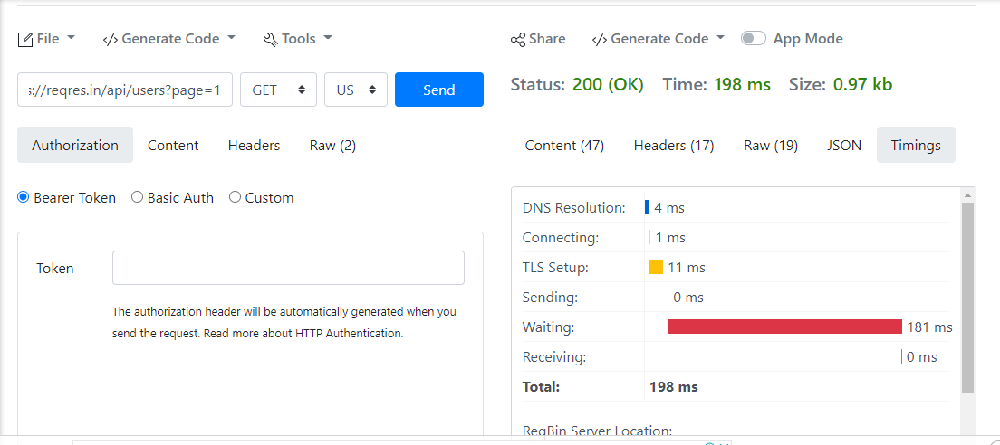 File Generate Code Tools
Share Generate Code App Mode
s://reqres.in/api/users?page=1 GET US Send
Status: 200 (OK) Time: 198 ms Size: 0.97 kb
Authorization Content Headers Raw (2)
Content (47) Headers (17) Raw (19) JSON Timings
Bearer Token Basic Auth Custom
Token
The authorization header will be automatically generated when you
send the request. Read more about HTTP Authentication.
DNS Resolution: 4 ms
Connecting: 1 ms
TLS Setup: 11 ms
Sending: 0 ms
Waiting: 181 ms
Receiving: 0 ms
Total: 198 ms
ReqBin Server Location: